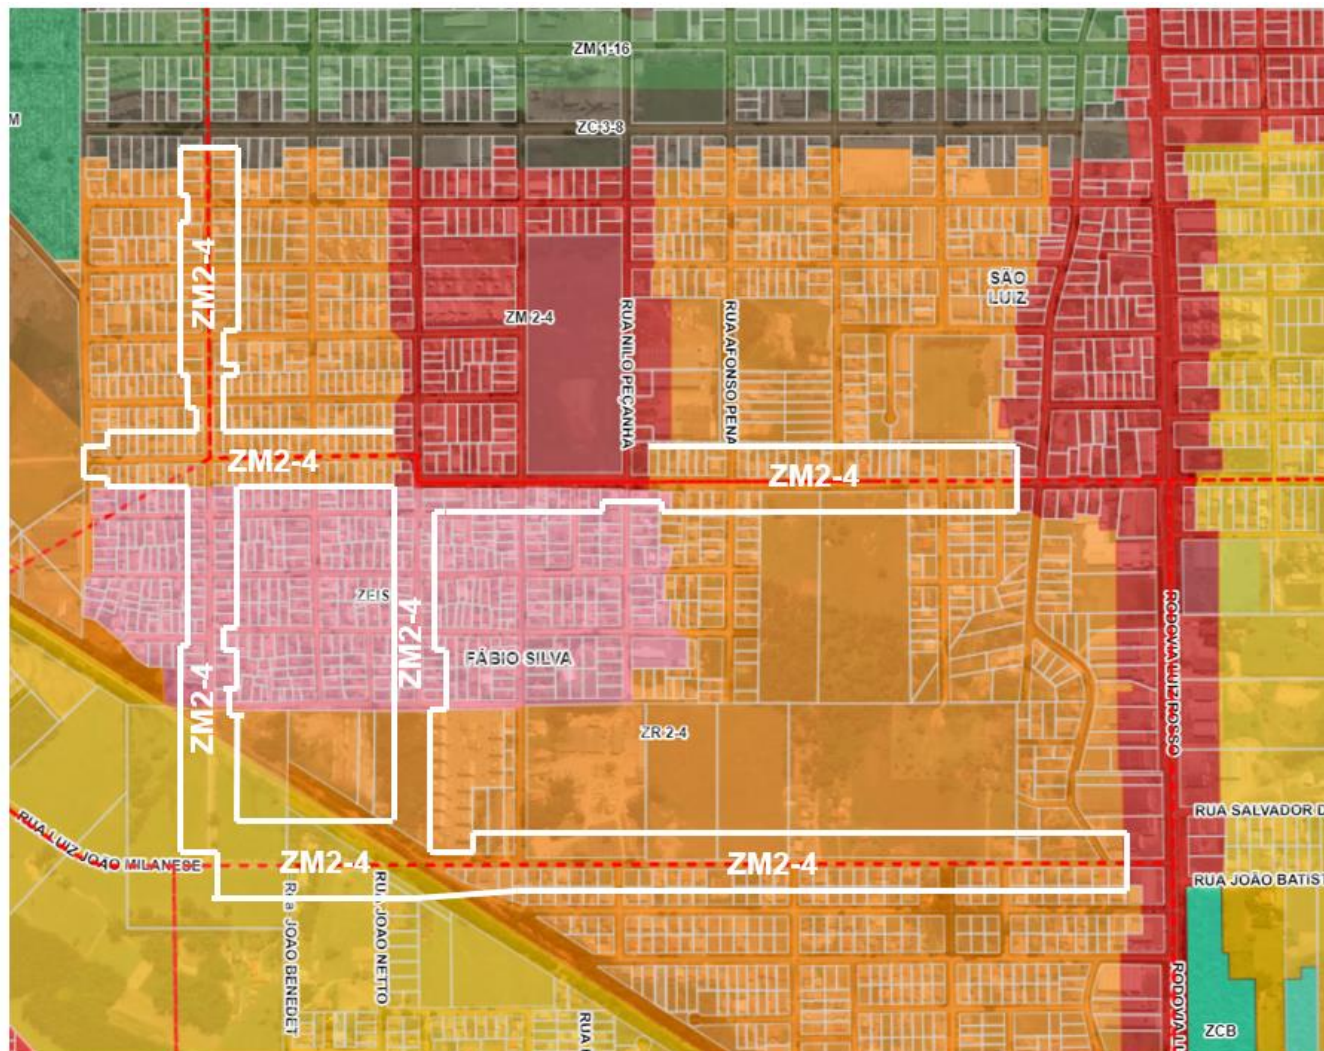 ZM 1-16
M
ZC 3-8
ZM2-4
SÃO
LUIZ
ZM 2-4
RUA NILO PEÇANHA
RUA AFONSO PENA
ZM2-4
ZM2-4
ZEIS
ZM2-4
FÁBIO SILVA
ZM2-4
RODOVIA LUIZ ROSSO
ZR 2-4
RUA SALVADOR D
RUA LUIZ JOÃO MILANESE
ZM2-4
ZM2-4
RUA JOÃO BATIST
RUA JOÃO BENEDET
RUA JOÃO NETTO
RUA
RODOVIA
ZCB